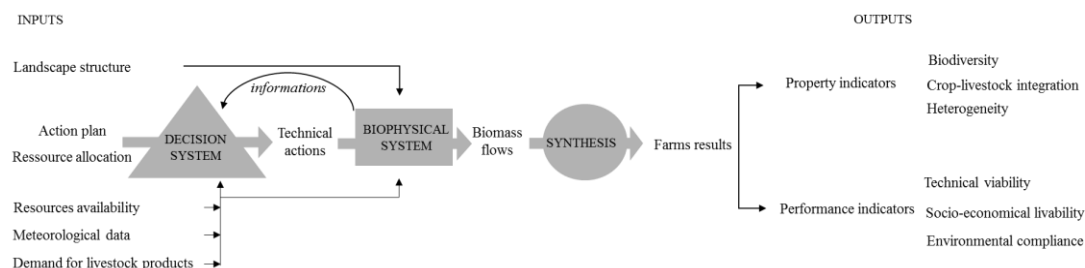 INPUTS
OUTPUTS
Landscape structure
informations
Action plan
Ressource allocation
DECISION
SYSTEM
Technical
actions
BIOPHYSICAL
SYSTEM
Biomass
flows
SYNTHESIS
Farms results
Property indicators
Biodiversity
Crop-livestock integration
Heterogeneity
Performance indicators
Technical viability
Socio-economical livability
Environmental compliance
Resources availability
Meteorological data
Demand for livestock products